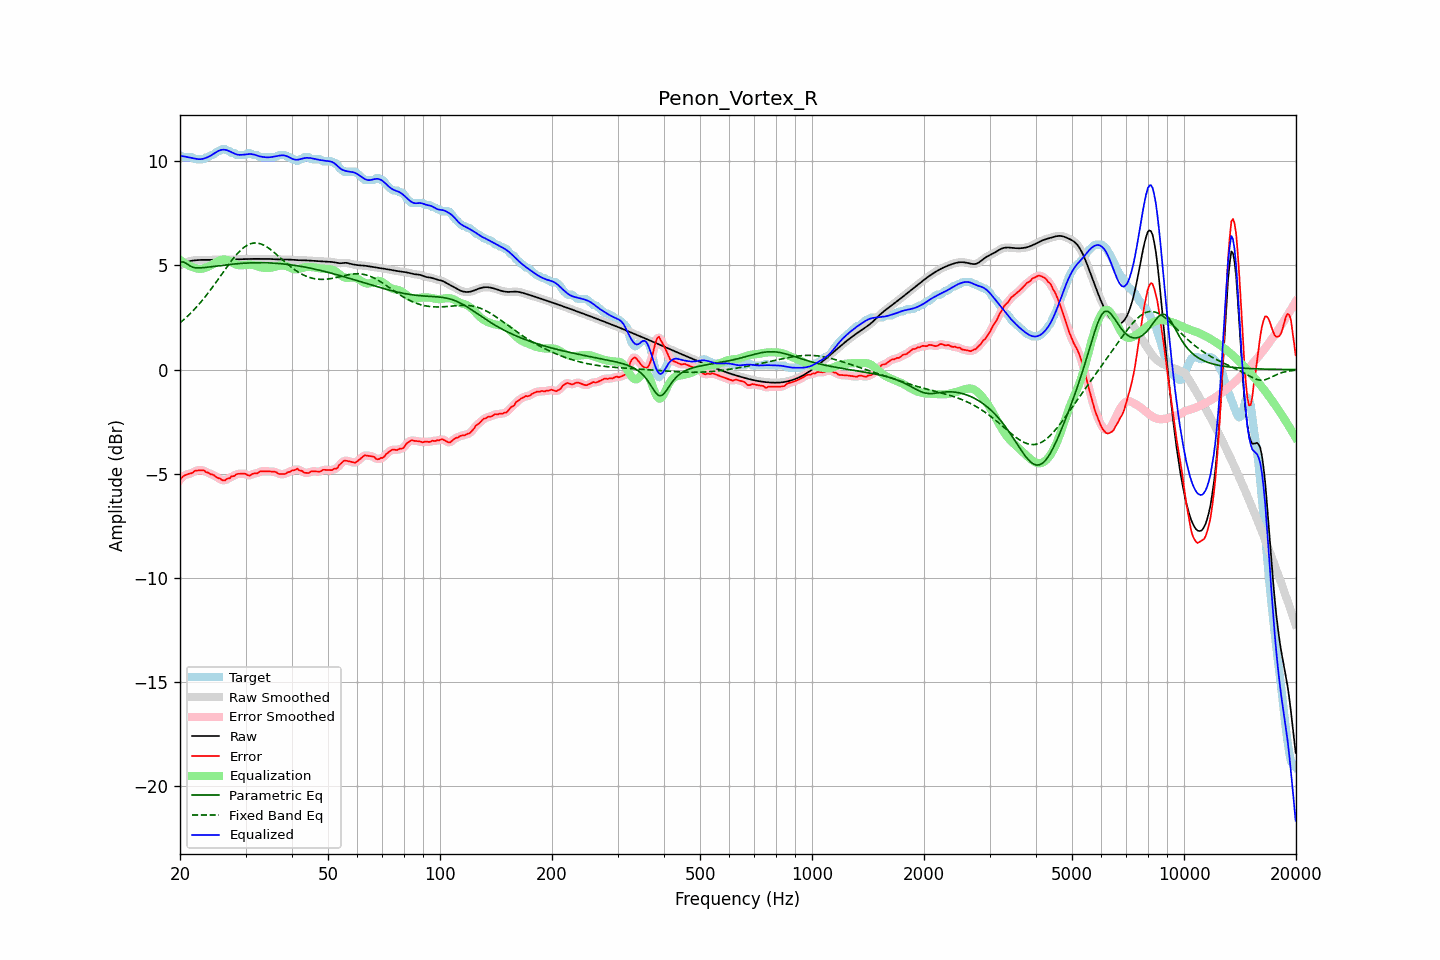 Penon_Vortex_R
Amplitude (dBr)
10
5
0
−5
−10
−15
−20
Target
Raw Smoothed
Error Smoothed
Raw
Error
Equalization
Parametric Eq
Fixed Band Eq
Equalized
20 50 100 200 500 1000 2000 5000 10000 20000
Frequency (Hz)